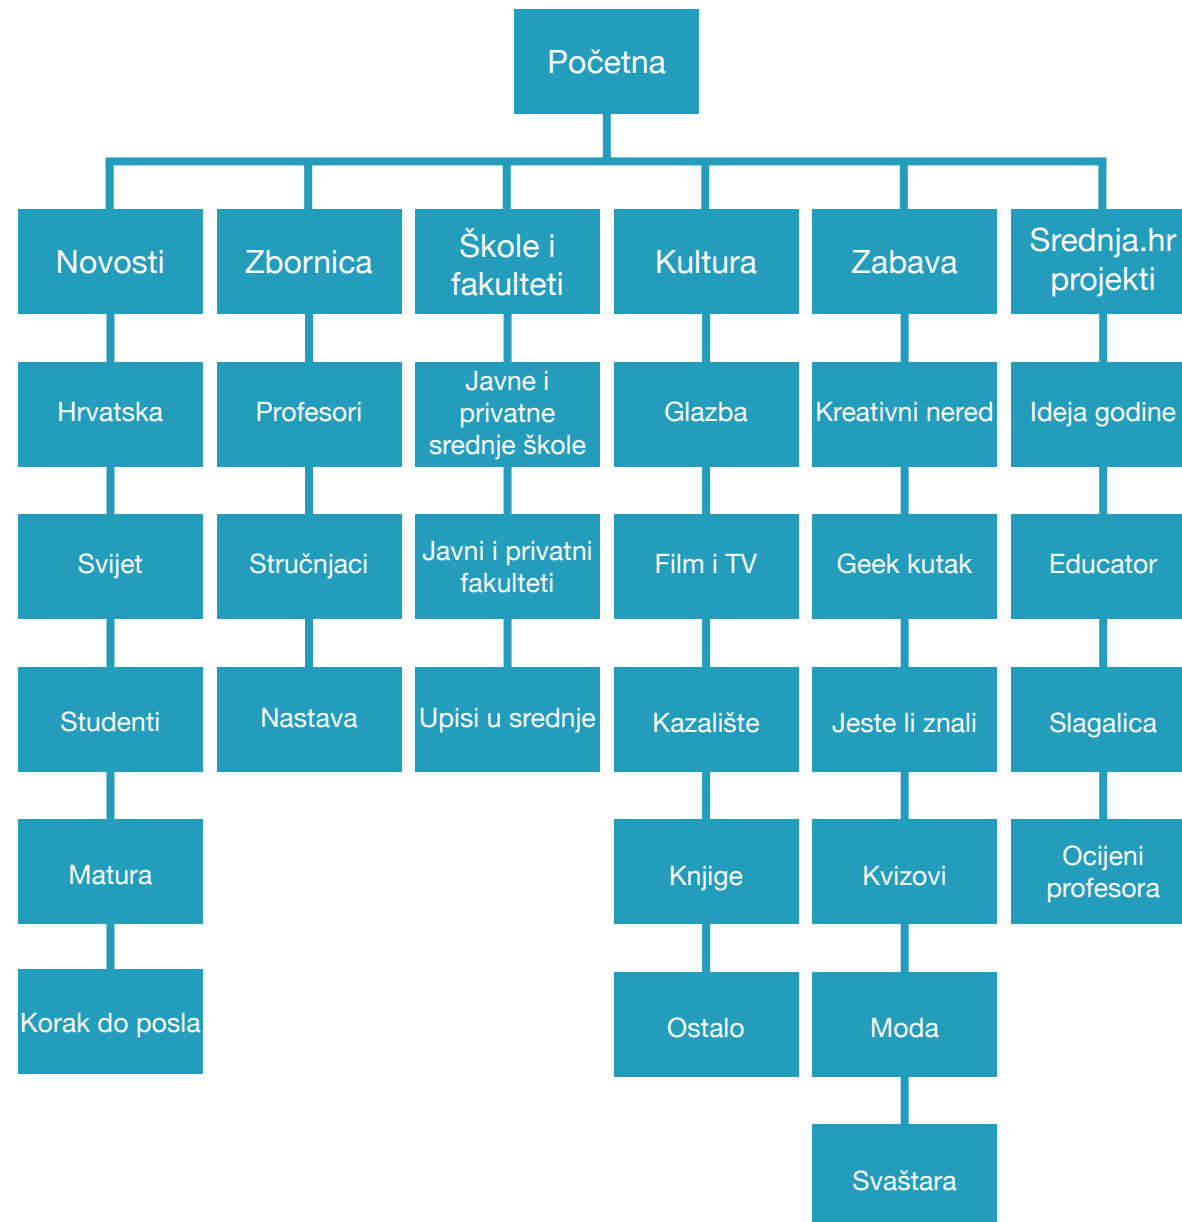 Početna
Novosti
Zbornica
Škole i
fakulteti
Kultura
Zabava
Srednja.hr
projekti
Hrvatska
Profesori
Javne i
privatne
srednje škole
Glazba
Kreativni nered
Ideja godine
Svijet
Stručnjaci
Javni i privatni
fakulteti
Film i TV
Geek kutak
Educator
Studenti
Nastava
Upisi u srednje
Kazalište
Jeste li znali
Slagalica
Matura
Knjige
Kvizovi
Ocijeni
profesora
Korak do posla
Ostalo
Moda
Svaštara